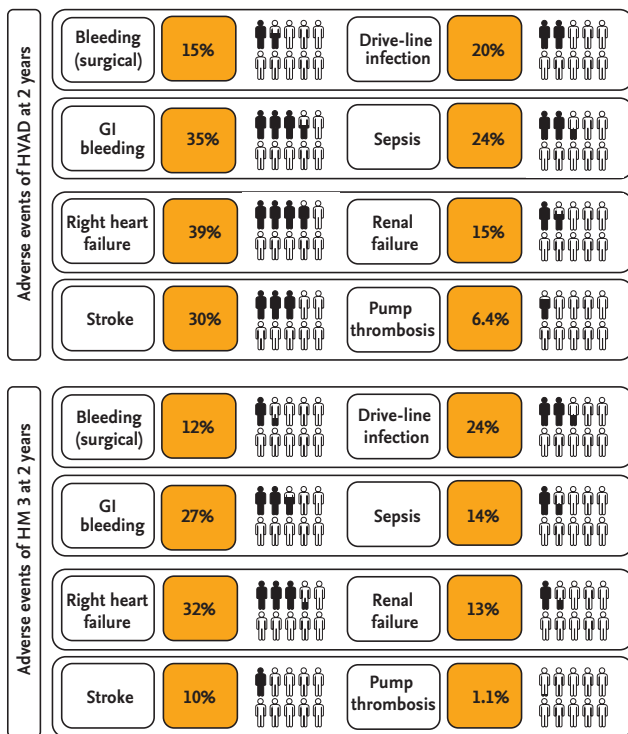 Adverse events of HVAD at 2 years
Bleeding
(surgical)
15%
Drive-line
infection
20%
GI
bleeding
35%
Sepsis
24%
Right heart
failure
39%
Renal
failure
15%
Stroke
30%
Pump
thrombosis
6.4%
Adverse events of HM 3 at 2 years
Bleeding
(surgical)
12%
Drive-line
infection
24%
GI
bleeding
27%
Sepsis
14%
Right heart
failure
32%
Renal
failure
13%
Stroke
10%
Pump
thrombosis
1.1%